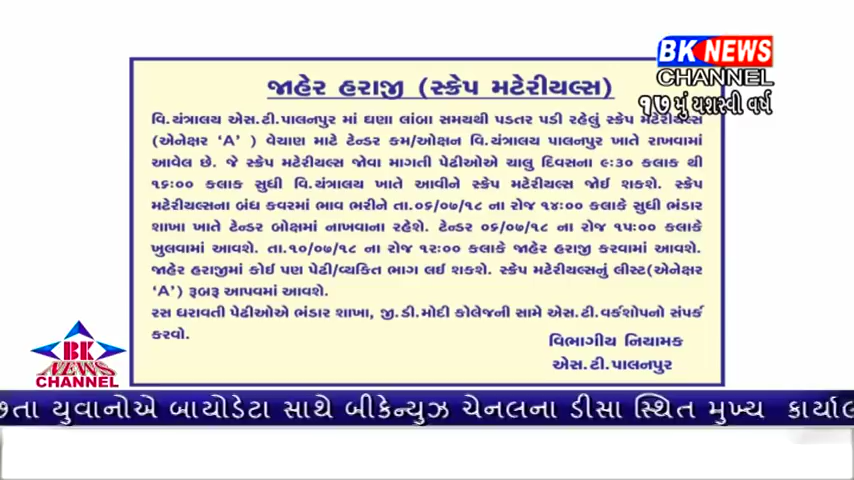 BK NEWS
CHANNEL
૧૭ મું યશસ્વી વર્ષ
જાહેર હરાજી (સ્ક્રેપ મટેરીયલ્સ)
વિ.યંત્રાલય એસ.ટી.પાલનપુર માં ઘણા લાંબા સમયથી પડતર પડી રહેલું સ્ક્રેપ મટેરીયલ્સ
(એનેક્ષર ‘A’ ) વેચાણ માટે ટેન્ડર કમ/ઓક્ષન વિ.યંત્રાલય પાલનપુર ખાતે રાખવામાં
આવેલ છે. જે સ્ક્રેપ મટેરીયલ્સ જોવા માગતી પેઢીઓએ ચાલુ દિવસના ૯:૩૦ કલાક થી
૧૬:૦૦ કલાક સુધી વિ.યંત્રાલય ખાતે આવીને સ્ક્રેપ મટેરીયલ્સ જોઈ શકશે. સ્ક્રેપ
મટેરીયલ્સના બંધ કવરમાં ભાવ ભરીને તા.૦૬/૦૭/૧૮ ના રોજ ૧૪:૦૦ કલાકે સુધી ભંડાર
શાખા ખાતે ટેન્ડર બોક્ષમાં નાખવાના રહેશે. ટેન્ડર ૦૬/૦૭/૧૮ ના રોજ ૧૫:૦૦ કલાકે
ખુલવામાં આવશે. તા.૧૦/૦૭/૧૮ ના રોજ ૧૨:૦૦ કલાકે જાહેર હરાજી કરવામાં આવશે.
જાહેર હરાજીમાં કોઈ પણ પેઢી/વ્યકિત ભાગ લઈ શકશે. સ્ક્રેપ મટેરીયલ્સનું લીસ્ટ(એનેક્ષર
‘A’) રૂબરૂ આપવમાં આવશે.
રસ ધરાવતી પેઢીઓએ ભંડાર શાખા, જી.ડી.મોદી કોલેજની સામે એસ.ટી.વર્કશોપનો સંપર્ક
કરવો.
વિભાગીય નિયામક
એસ.ટી.પાલનપુર
BK
NEWS
CHANNEL
છતા યુવાનોએ બાયોડેટા સાથે બીકેન્યુઝ ચેનલના ડીસા સ્થિત મુખ્ય કાર્યાલ